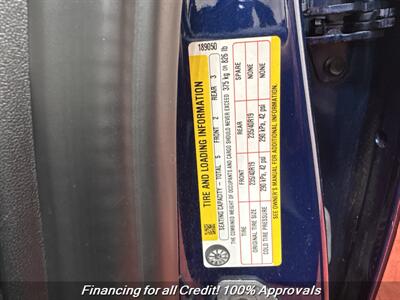 189050
TIRE AND LOADING INFORMATION
SEATING CAPACITY - TOTAL 5 FRONT 2 REAR 3
THE COMBINED WEIGHT OF OCCUPANTS AND CARGO SHOULD NEVER EXCEED 375 kg OR 826 lb
TIRE FRONT REAR SPARE
ORIGINAL TIRE SIZE 235/40R19 235/40R19 NONE
COLD TIRE PRESSURE 290 kPa, 42 psi 290 kPa, 42 psi NONE
SEE OWNER'S MANUAL FOR ADDITIONAL INFORMATION
Financing for all Credit! 100% Approvals